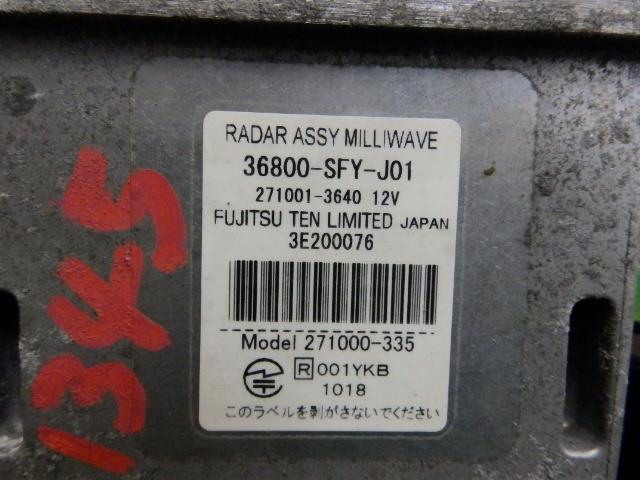 RADAR ASSY MILLIWAVE
36800-SFY-J01
271001-3640 12V
FUJITSU TEN LIMITED JAPAN
3E200076
Model 271000-335
R 001YKB
1018
このラベルを剥がさないでください